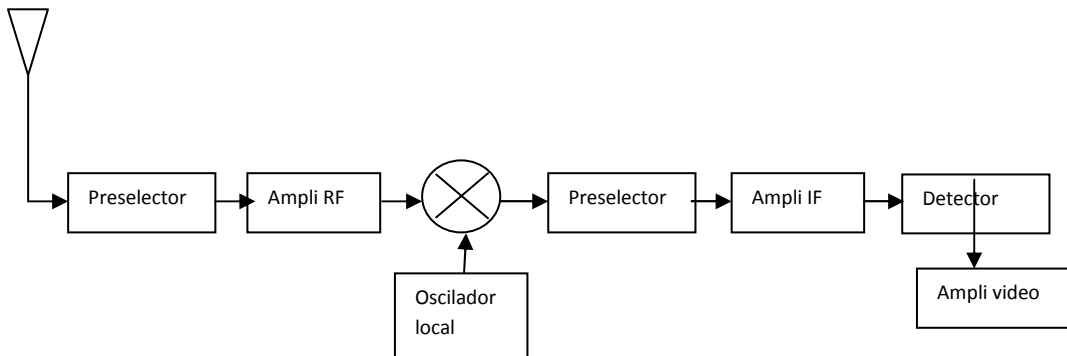 Preselector
Ampli RF
Preselector
Ampli IF
Detector
Oscilador
local
Ampli video